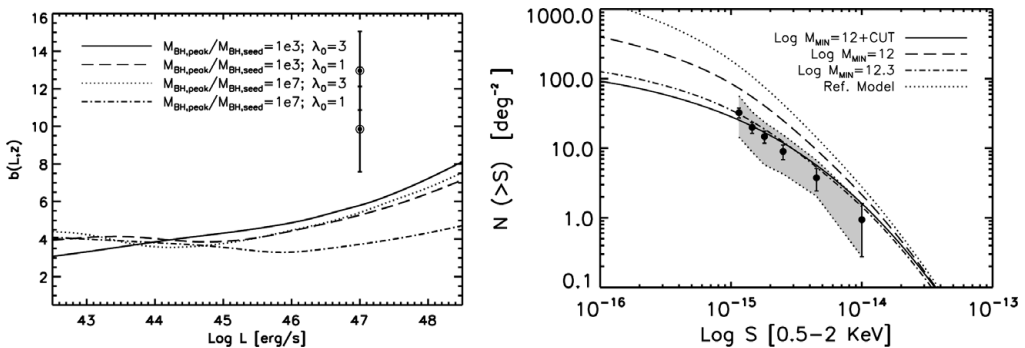 16
14
12
10
8
6
4
2
b(L,z)
M_BH,peak/M_BH,seed=1e3; λ_0=3
M_BH,peak/M_BH,seed=1e3; λ_0=1
M_BH,peak/M_BH,seed=1e7; λ_0=3
M_BH,peak/M_BH,seed=1e7; λ_0=1
43 44 45 46 47 48
Log L [erg/s]
1000.0
100.0
10.0
1.0
0.1
N (>S) [deg^-2]
Log M_MIN=12+CUT
Log M_MIN=12
Log M_MIN=12.3
Ref. Model
10^-16 10^-15 10^-14 10^-13
Log S [0.5-2 KeV]